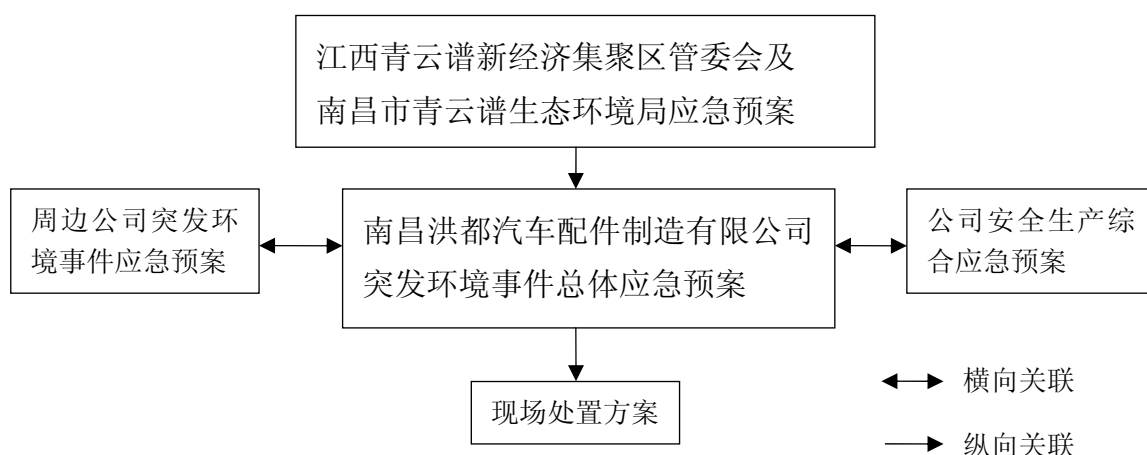 江西青云谱新经济集聚区管委会及
南昌市青云谱生态环境局应急预案
周边公司突发环
境事件应急预案
南昌洪都汽车配件制造有限公司
突发环境事件总体应急预案
公司安全生产综
合应急预案
现场处置方案
横向关联
纵向关联